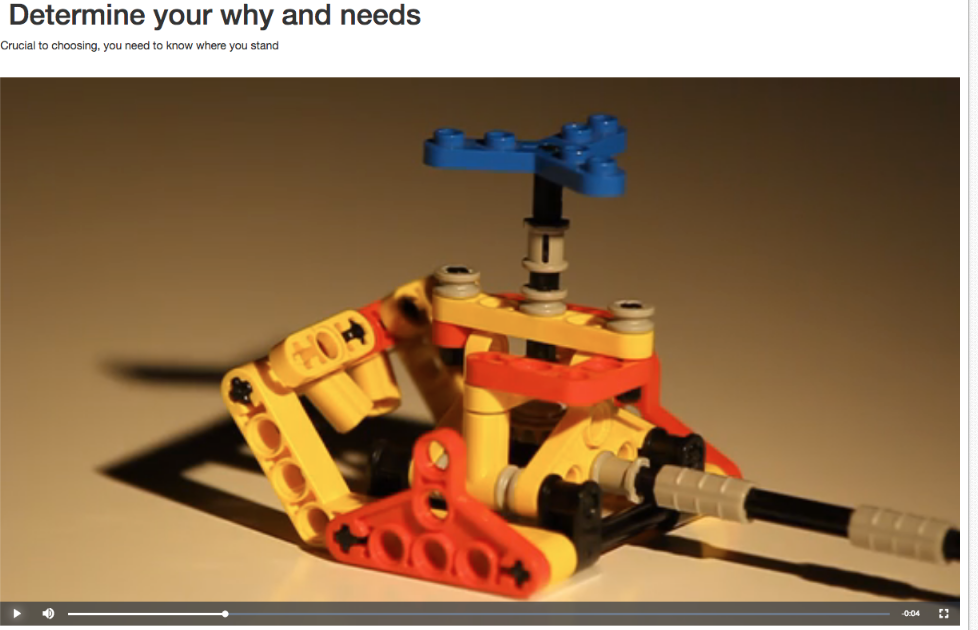 Determine your why and needs
Crucial to choosing, you need to know where you stand
-0:04